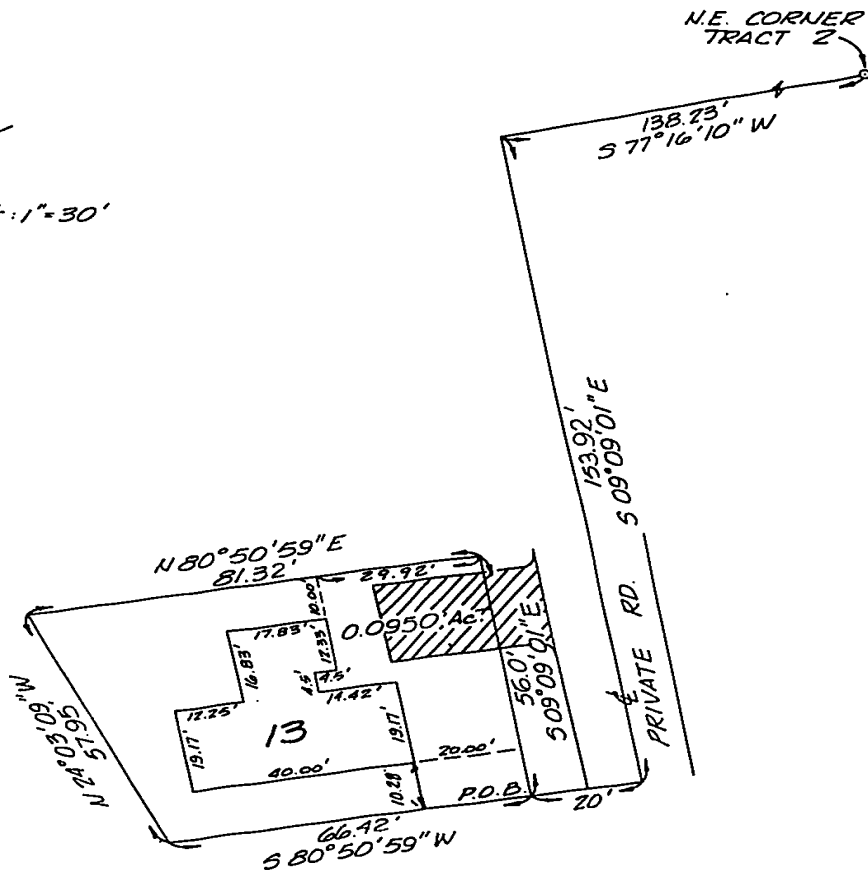 N.E. CORNER
TRACT 2
138.23'
S 77°16'10" W
: 1"=30'
153.92'
S 09°09'01" E
PRIVATE RD.
N 80°50'59" E
81.32'
29.92'
10.00'
17.83'
12.33'
0.0950 Ac.
16.83'
4.5'
4.5'
14.42'
12.25'
56.0'
S 09°09'01" E
N 24°03'09" W
57.95'
19.17'
13
19.17'
40.00'
20.00'
10.28'
P.O.B.
20'
66.42'
S 80°50'59" W